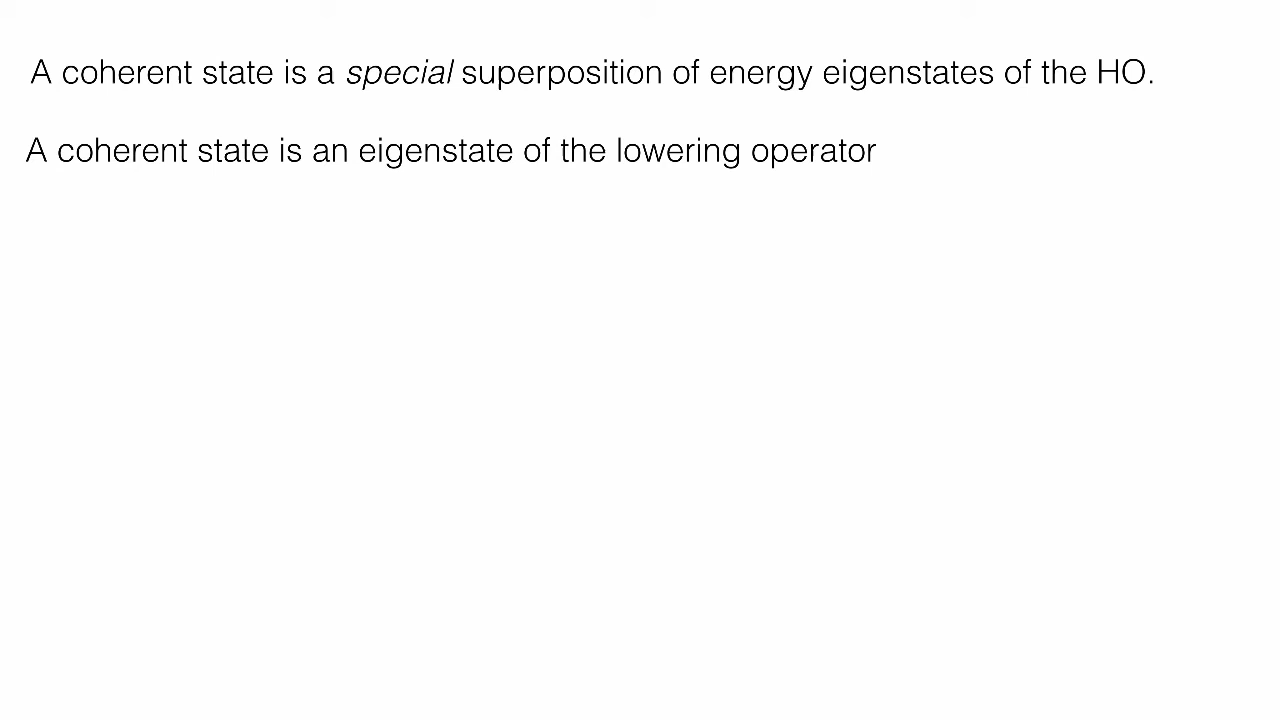 A coherent state is a special superposition of energy eigenstates of the HO.
A coherent state is an eigenstate of the lowering operator